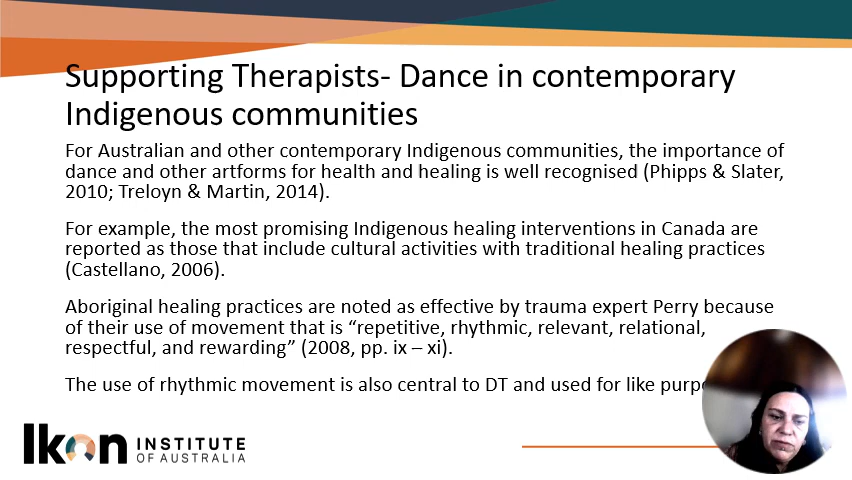 Supporting Therapists- Dance in contemporary
Indigenous communities
For Australian and other contemporary Indigenous communities, the importance of
dance and other artforms for health and healing is well recognised (Phipps & Slater,
2010; Treloyn & Martin, 2014).
For example, the most promising Indigenous healing interventions in Canada are
reported as those that include cultural activities with traditional healing practices
(Castellano, 2006).
Aboriginal healing practices are noted as effective by trauma expert Perry because
of their use of movement that is “repetitive, rhythmic, relevant, relational,
respectful, and rewarding” (2008, pp. ix – xi).
The use of rhythmic movement is also central to DT and used for like
Ikon INSTITUTE
OF AUSTRALIA